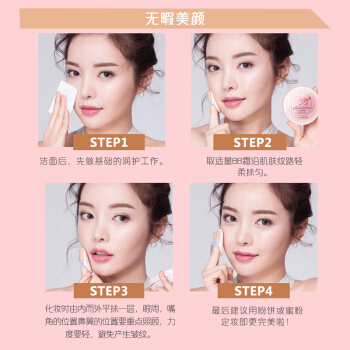 无暇美颜
STEP1
洁面后，先做基础的润护工作。
STEP2
取适量BB霜沿肌肤纹路轻
柔抹匀。
STEP3
化妆时由内而外平抹一层，眼周，嘴
角的位置鼻翼的位置要重点照顾，力
度要轻，避免产生皱纹。
STEP4
最后建议用粉饼或蜜粉
定妆即更完美啦！